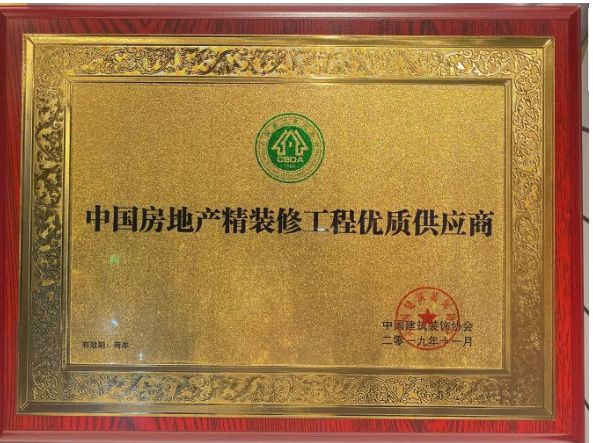 CBDA
中国房地产精装修工程优质供应商
中国建筑装饰协会
二零一九年十一月
有效期：两年